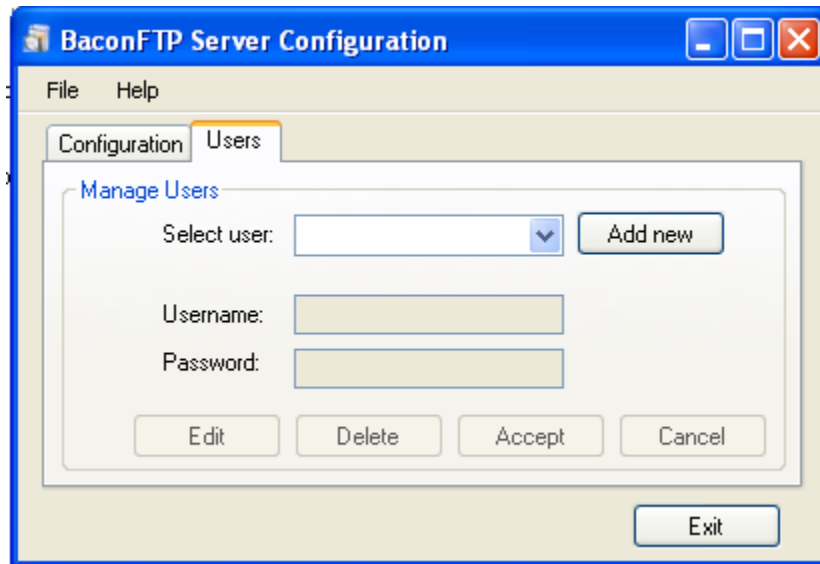 BaconFTP Server Configuration
File Help
Configuration Users
Manage Users
Select user: Add new
Username:
Password:
Edit Delete Accept Cancel
Exit